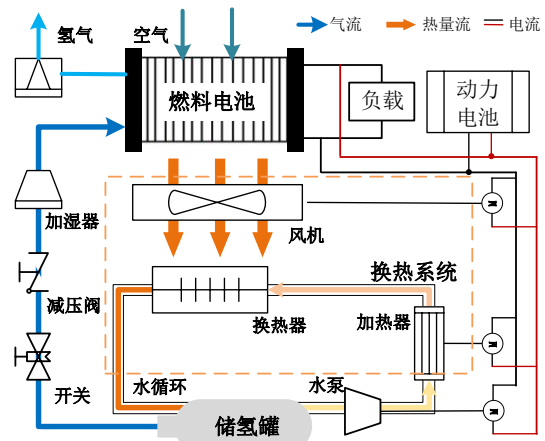 氢气
空气
气流
热量流
电流
燃料电池
负载
动力
电池
加湿器
风机
M
换热系统
减压阀
换热器
加热器
M
开关
水循环
水泵
储氢罐
M